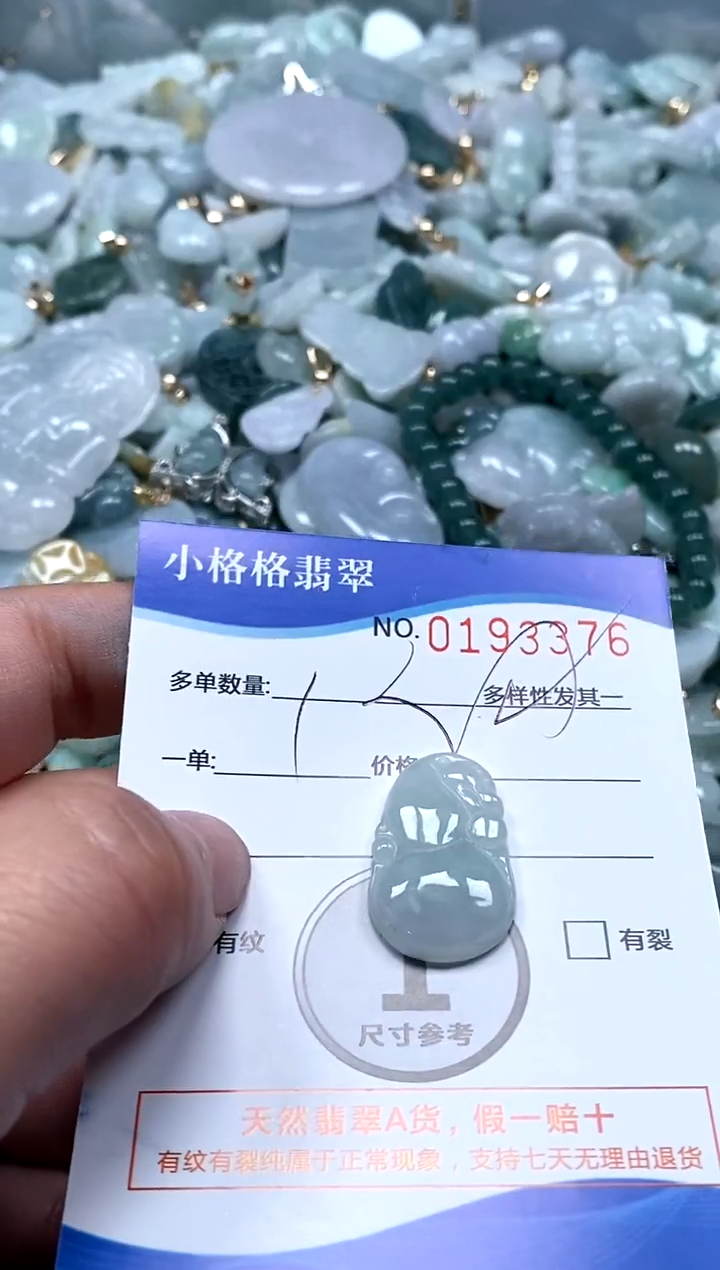 小格格翡翠
NO.0193376
多单数量: 多样性发其一
一单: 价格
有纹 有裂
1
尺寸参考
天然翡翠A货，假一赔十
有纹有裂纯属于正常现象，支持七天无理由退货